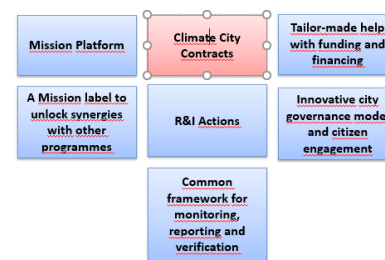 Mission Platform
Climate City
Contracts
Tailor-made help
with funding and
financing
A Mission label to
unlock synergies
with other
programmes
R&I Actions
Innovative city
governance mode
and citizen
engagement
Common
framework for
monitoring,
reporting and
verification